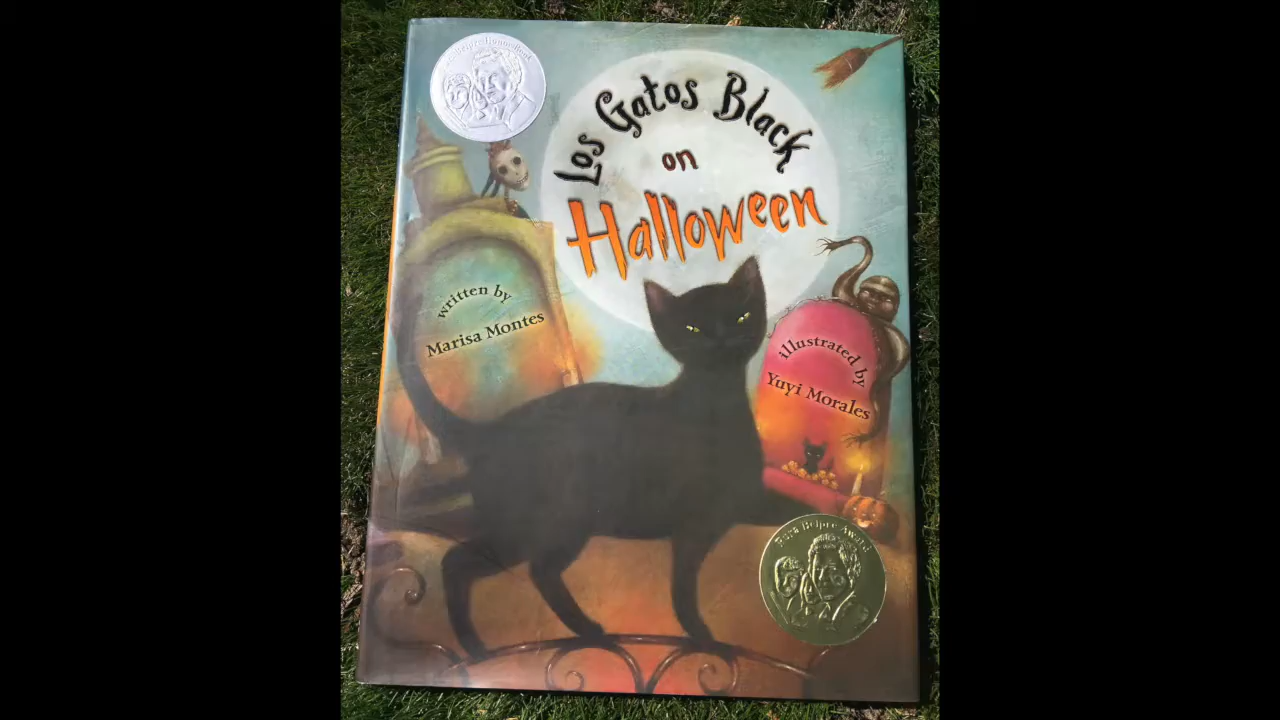 Los Gatos Black
on
Halloween
written by
Marisa Montes
illustrated by
Yuyi Morales
Pura Belpré Award